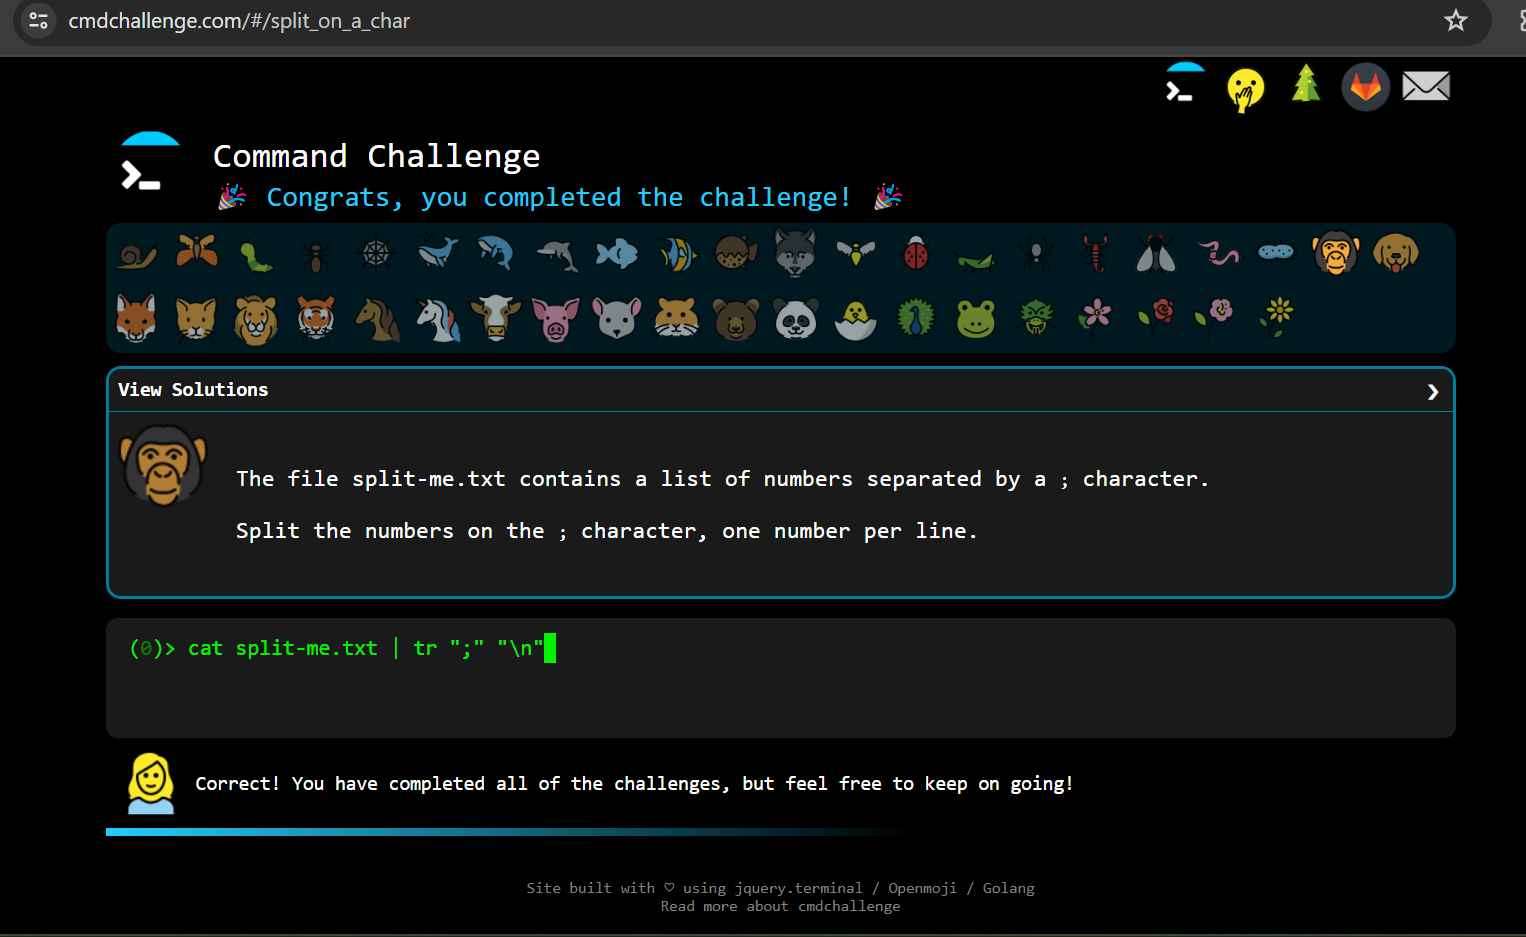 cmdchallenge.com/#/split_on_a_char
Command Challenge
🎉 Congrats, you completed the challenge! 🎉
View Solutions ❯
The file split-me.txt contains a list of numbers separated by a ; character.
Split the numbers on the ; character, one number per line.
(0)> cat split-me.txt | tr ";" "\n"
Correct! You have completed all of the challenges, but feel free to keep on going!
Site built with ♡ using jquery.terminal / Openmoji / Golang
Read more about cmdchallenge